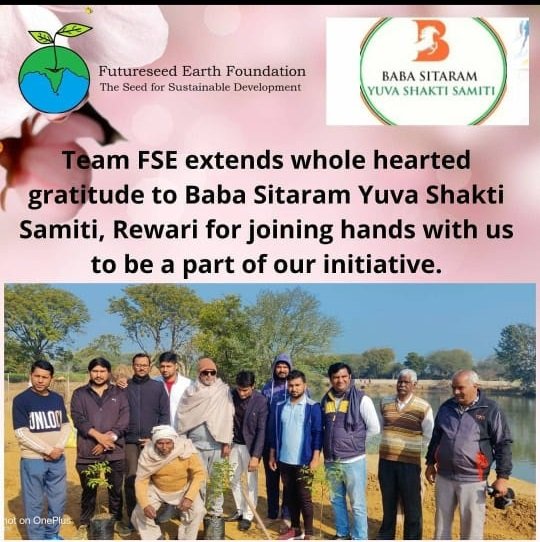 Futureseed Earth Foundation
The Seed for Sustainable Development
B
BABA SITARAM
YUVA SHAKTI SAMITI
Team FSE extends whole hearted
gratitude to Baba Sitaram Yuva Shakti
Samiti, Rewari for joining hands with us
to be a part of our initiative.
UNLOC
hot on OnePlus